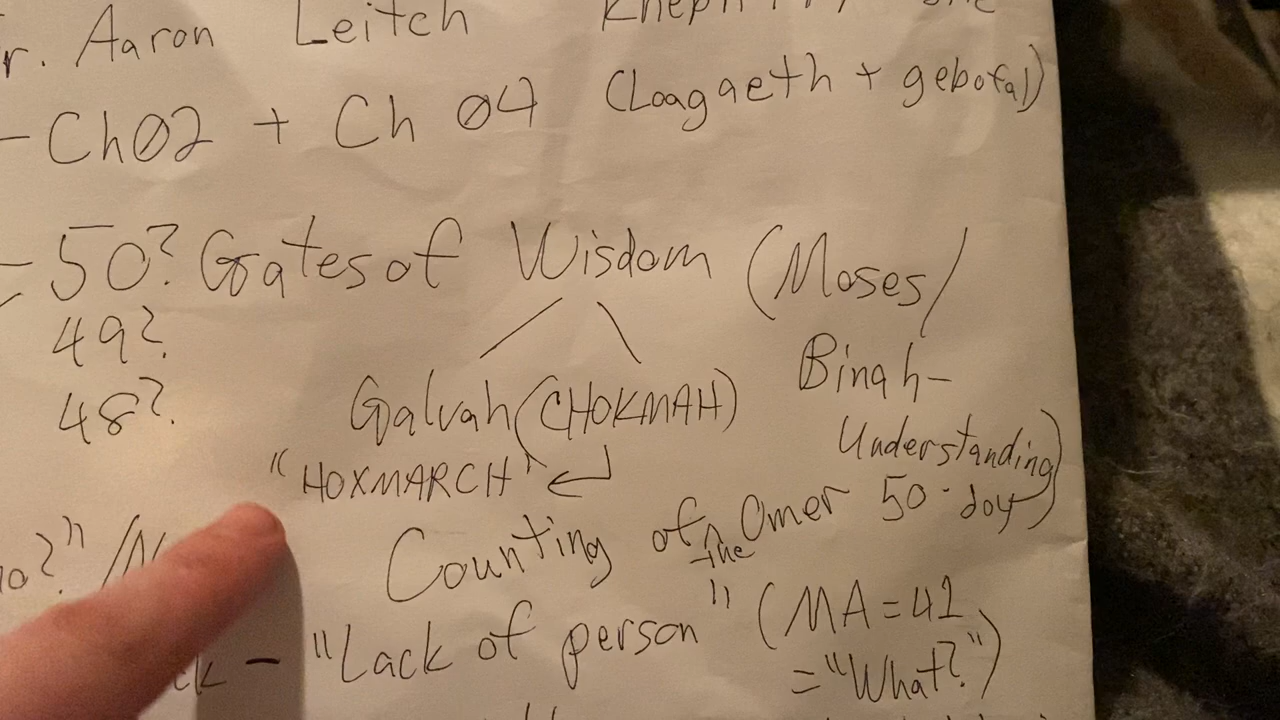 r. Aaron Leitch
- Ch02 + Ch 04 (Loagaeth + gebofal)
- 50? Gates of Wisdom (Moses/
49?
48?
Galvah (CHOKMAH) Binah-
"HOXMARCH" Understanding)
Counting of the Omer 50-day
"Lack of person" (MA=41
="What?")